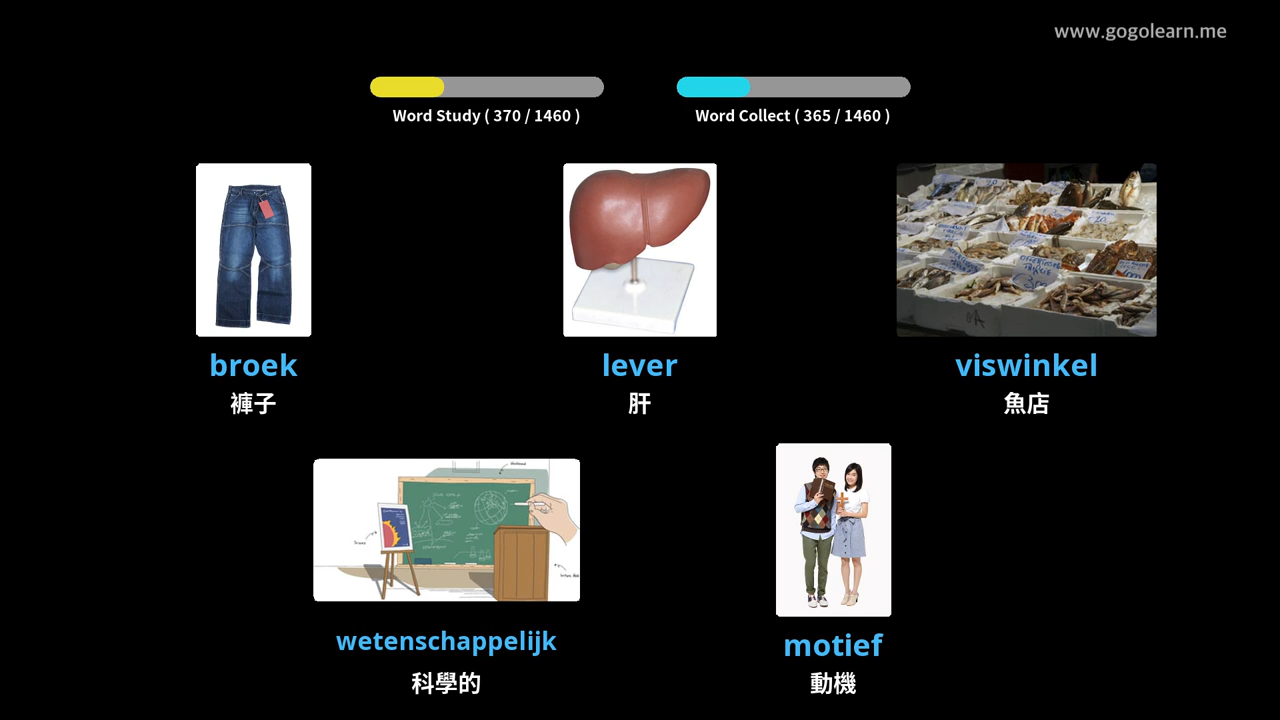 www.gogolearn.me
Word Study ( 370 / 1460 )
Word Collect ( 365 / 1460 )
broek
褲子
lever
肝
viswinkel
魚店
wetenschappelijk
科學的
motief
動機